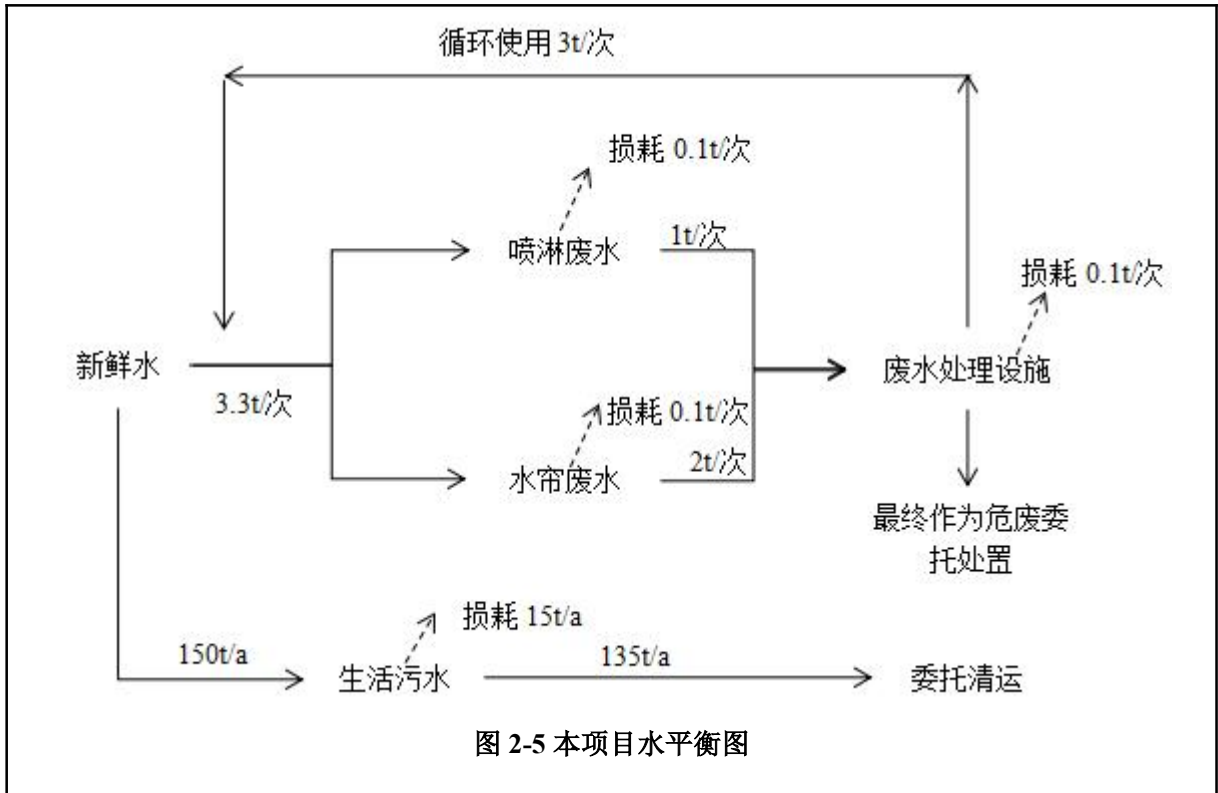 循环使用 3t/次
损耗 0.1t/次
喷淋废水
1t/次
损耗 0.1t/次
新鲜水
3.3t/次
废水处理设施
损耗 0.1t/次
水帘废水
2t/次
最终作为危废委
托处置
损耗 15t/a
150t/a
生活污水
135t/a
委托清运
图 2-5 本项目水平衡图